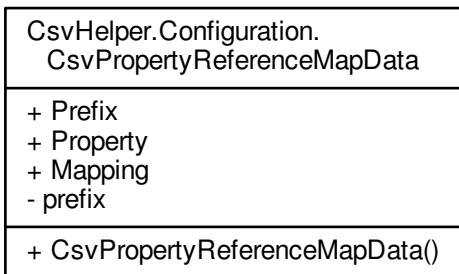 CsvHelper.Configuration.
CsvPropertyReferenceMapData
+ Prefix
+ Property
+ Mapping
- prefix
+ CsvPropertyReferenceMapData()